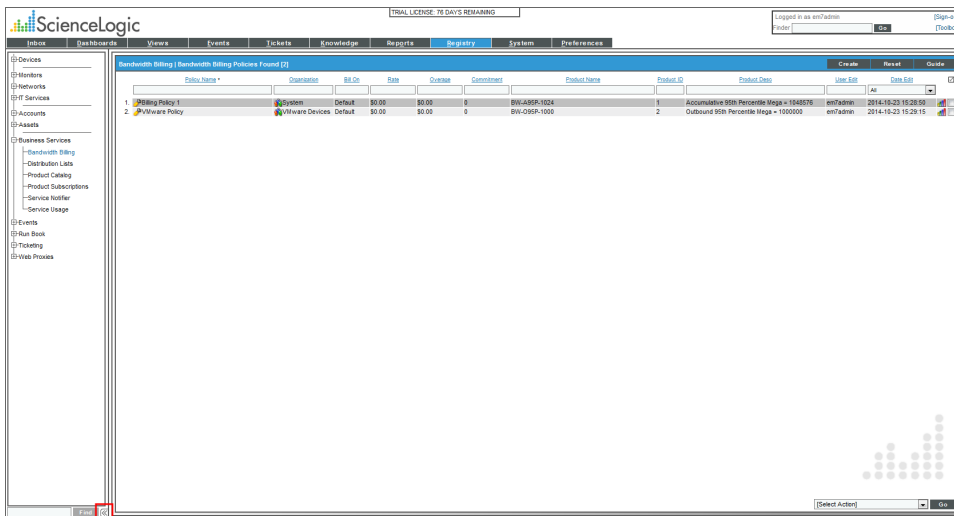 ScienceLogic
TRIAL LICENSE: 76 DAYS REMAINING
Logged in as em7admin
[Sign-o
Finder
Go
[Toolbo
Inbox
Dashboards
Views
Events
Tickets
Knowledge
Reports
Registry
System
Preferences
Devices
Monitors
Networks
IT Services
Accounts
Assets
Business Services
Bandwidth Billing
Distribution Lists
Product Catalog
Product Subscriptions
Service Notifier
Service Usage
Events
Run Book
Ticketing
Web Proxies
Find
Bandwidth Billing | Bandwidth Billing Policies Found [2]
Create
Reset
Guide
Policy Name • Organization Bill On Rate Overage Commitment Product Name Product ID Product Desc User Edit Date Edit
All
1. Billing Policy 1 System Default $0.00 $0.00 0 BW-A95P-1024 1 Accumulative 95th Percentile Mega = 1048576 em7admin 2014-10-23 15:28:50
2. VMware Policy VMware Devices Default $0.00 $0.00 0 BW-O95P-1000 2 Outbound 95th Percentile Mega = 1000000 em7admin 2014-10-23 15:29:15
[Select Action]
Go